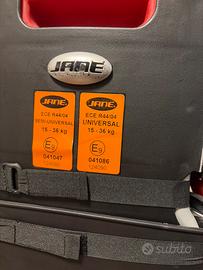 JANE
JANE
ECE R44/04
SEMI-UNIVERSAL
15 - 36 kg
E9
041047
JANE
ECE R44/04
UNIVERSAL
15 - 36 kg
E9
041086
subito